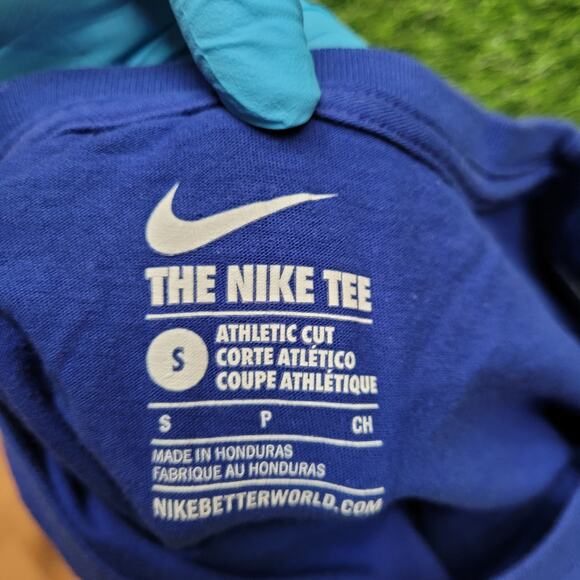 THE NIKE TEE
S
ATHLETIC CUT
CORTE ATLÉTICO
COUPE ATHLÉTIQUE
S P CH
MADE IN HONDURAS
FABRIQUE AU HONDURAS
NIKEBETTERWORLD.COM